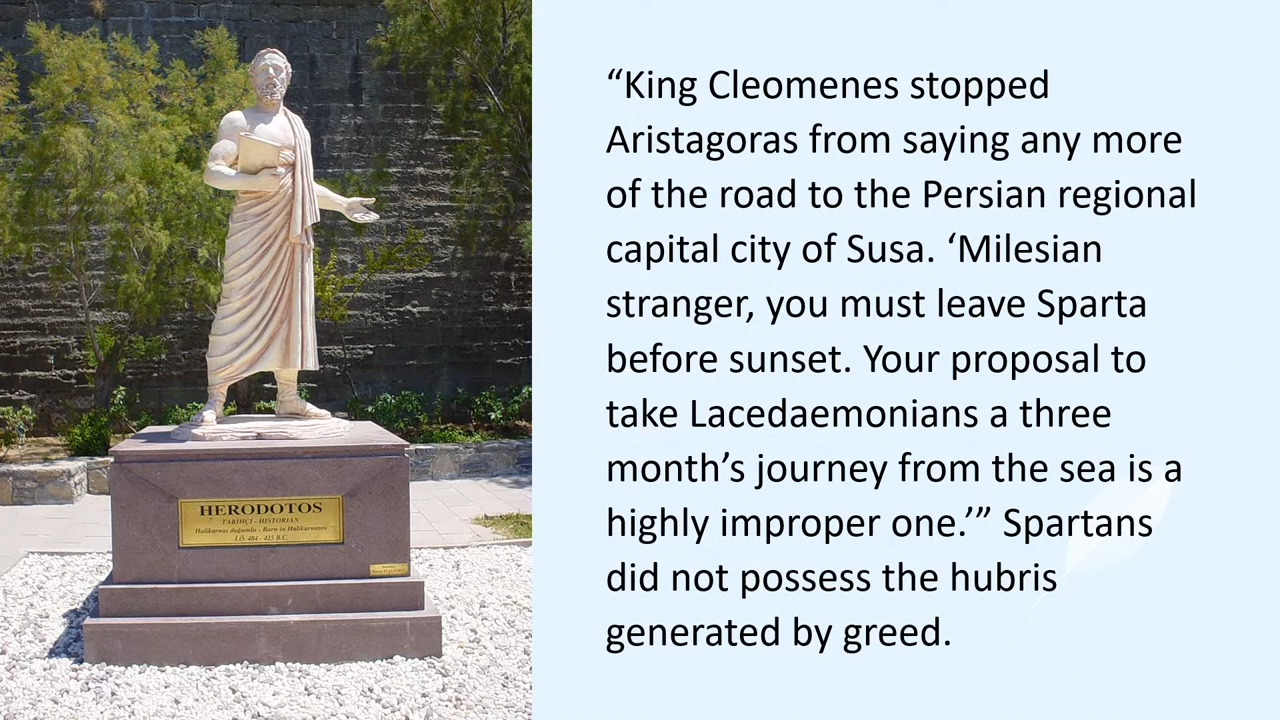 HERODOTOS
TARİHÇİ - HISTORIAN
Halikarnas doğumlu - Born in Halikarnassos
İ.Ö. 484 - 425 B.C.
“King Cleomenes stopped
Aristagoras from saying any more
of the road to the Persian regional
capital city of Susa. ‘Milesian
stranger, you must leave Sparta
before sunset. Your proposal to
take Lacedaemonians a three
month’s journey from the sea is a
highly improper one.’” Spartans
did not possess the hubris
generated by greed.